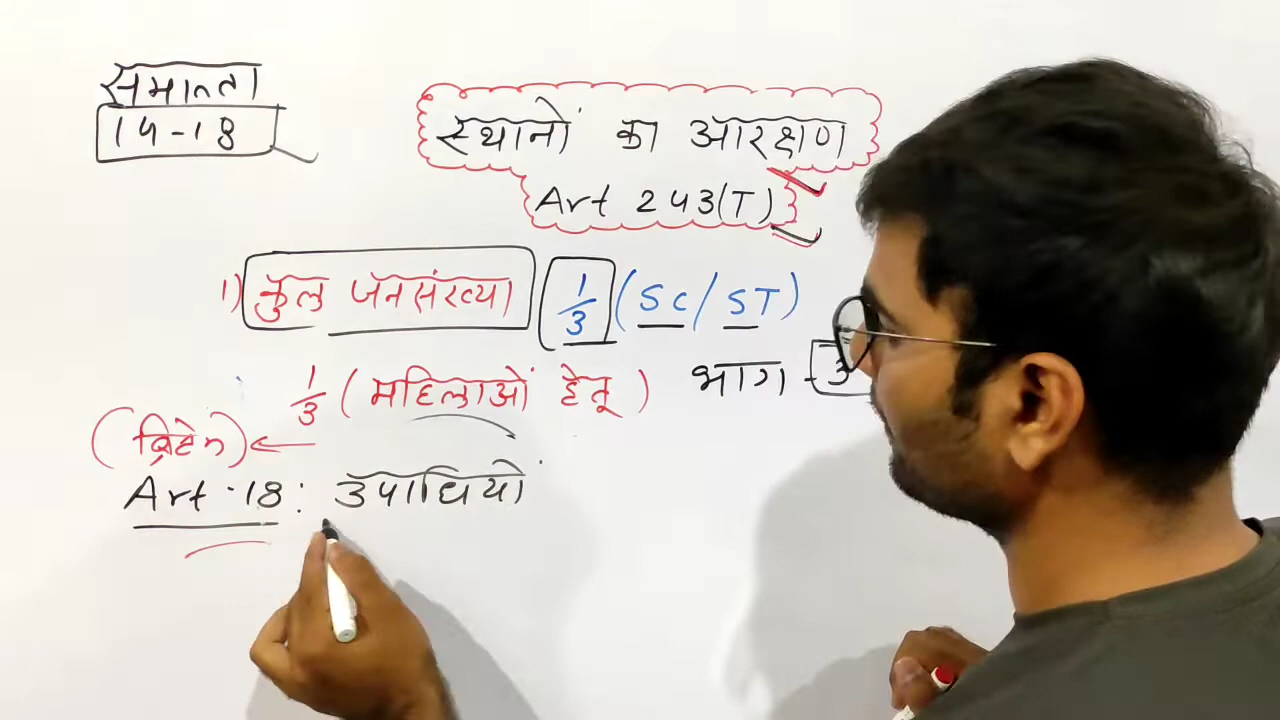 समानता
14-18
स्थानों का आरक्षण
Art 243(T)
1) कुल जनसंख्या 1/3 (SC/ST)
1/3 (महिलाओं हेतू) भाग - 3
(ब्रिटेन) ←
Art ·18: उपाधियों